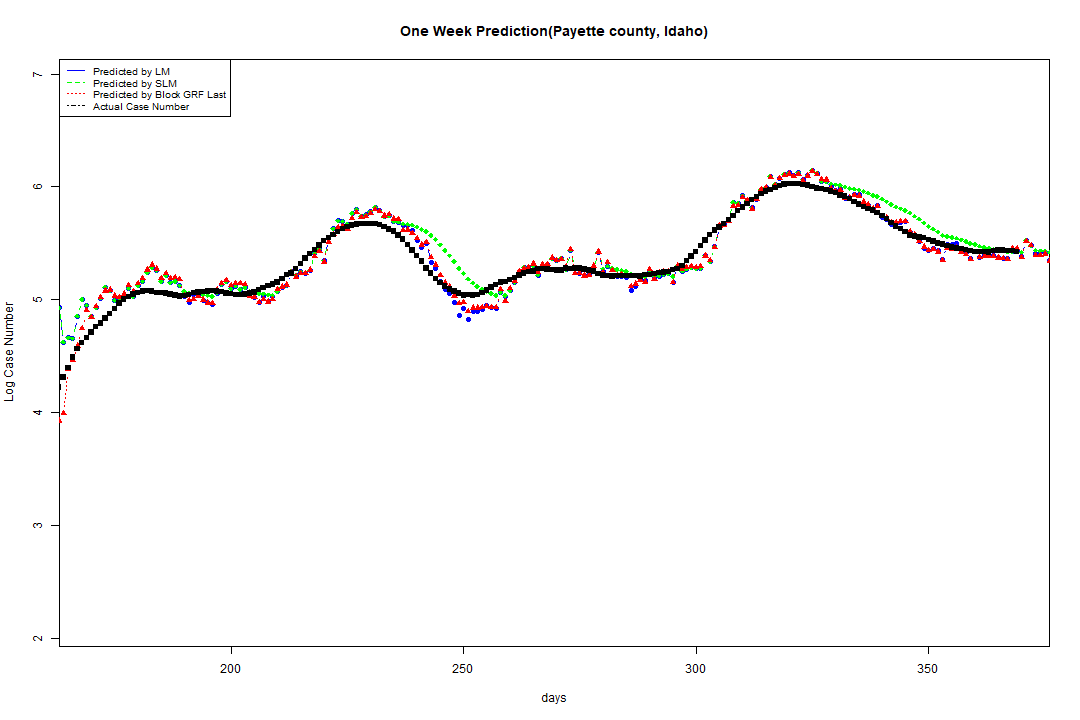 One Week Prediction(Payette county, Idaho)
Predicted by LM
Predicted by SLM
Predicted by Block GRF Last
Actual Case Number
7
6
5
4
3
2
Log Case Number
200
250
300
350
days